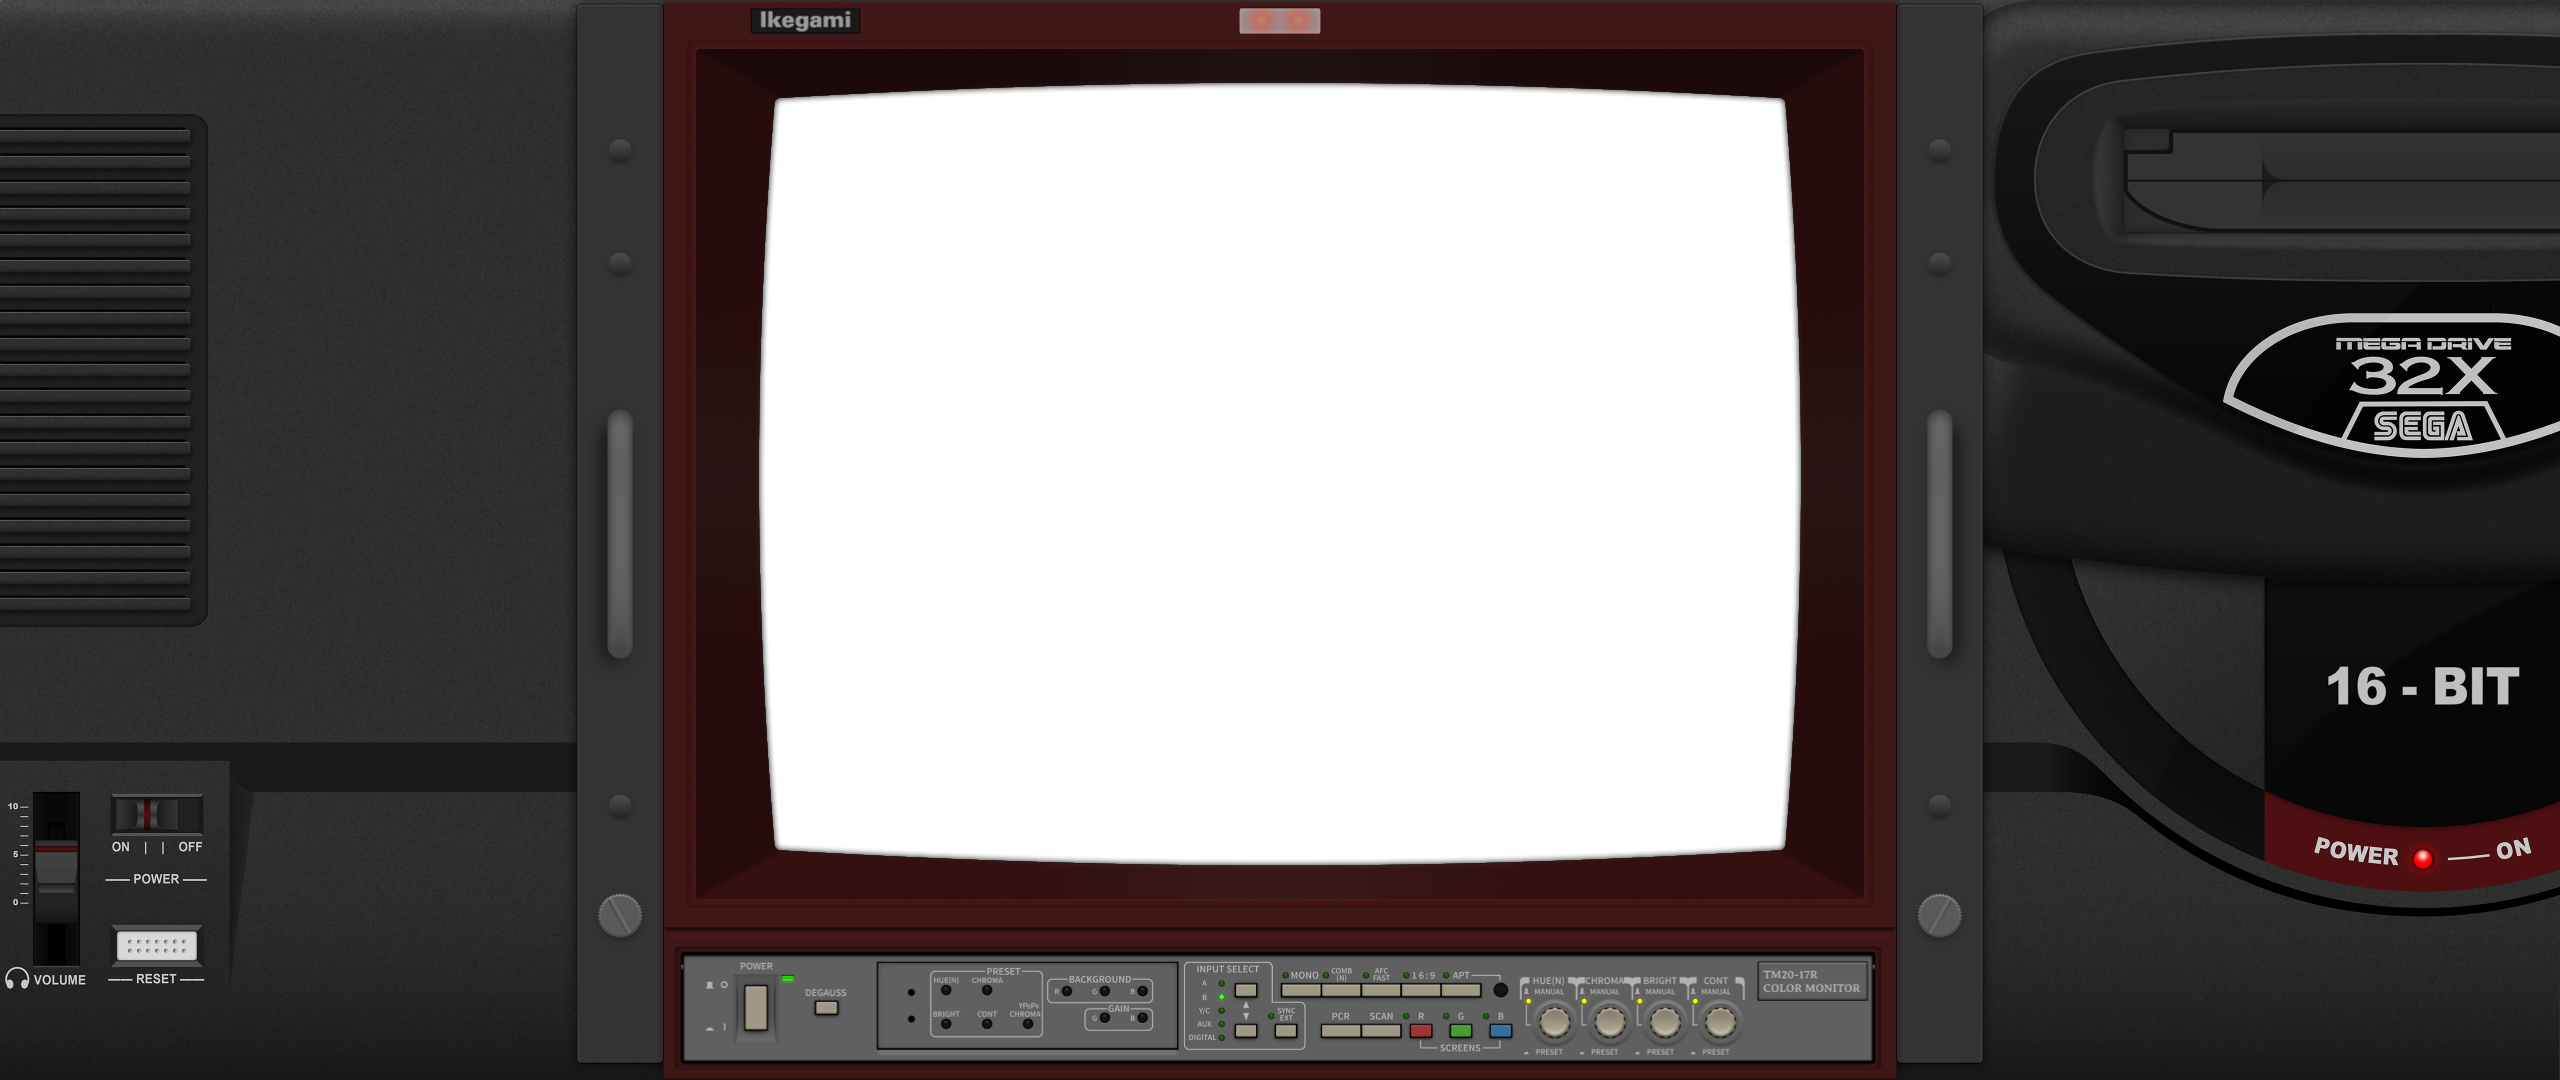 Ikegami
MEGA DRIVE
32X
SEGA
16 - BIT
POWER ON
10
5
0
ON | | OFF
POWER
VOLUME
RESET
POWER
DEGAUSS
PRESET
HUE(N) CHROMA
BRIGHT CONT YPBPR CHROMA
BACKGROUND
R G B
GAIN
G B
INPUT SELECT
A
B
Y/C
AUX
DIGITAL
SYNC
EXT
MONO COMB (N) AFC FAST 16:9 APT
PCR SCAN R G B
SCREENS
HUE(N) CHROMA BRIGHT CONT
MANUAL MANUAL MANUAL MANUAL
PRESET PRESET PRESET PRESET
TM20-17R
COLOR MONITOR